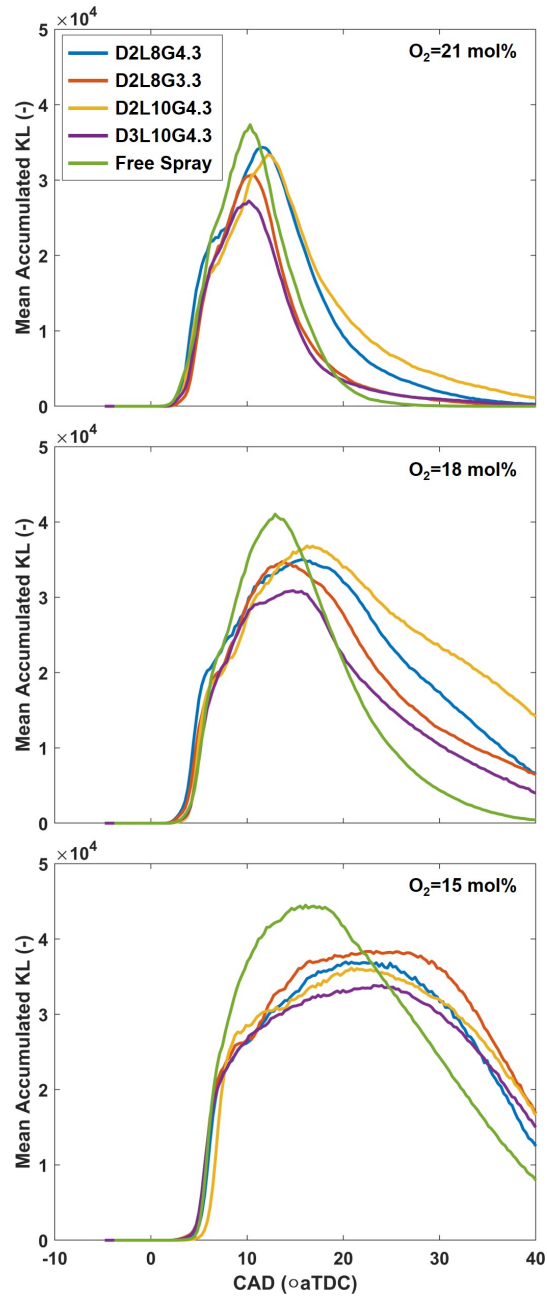 ×10⁴
5
4
3
2
1
0
Mean Accumulated KL (-)
D2L8G4.3
D2L8G3.3
D2L10G4.3
D3L10G4.3
Free Spray
O₂=21 mol%
×10⁴
5
4
3
2
1
0
Mean Accumulated KL (-)
O₂=18 mol%
×10⁴
5
4
3
2
1
0
Mean Accumulated KL (-)
O₂=15 mol%
-10 0 10 20 30 40
CAD (○aTDC)